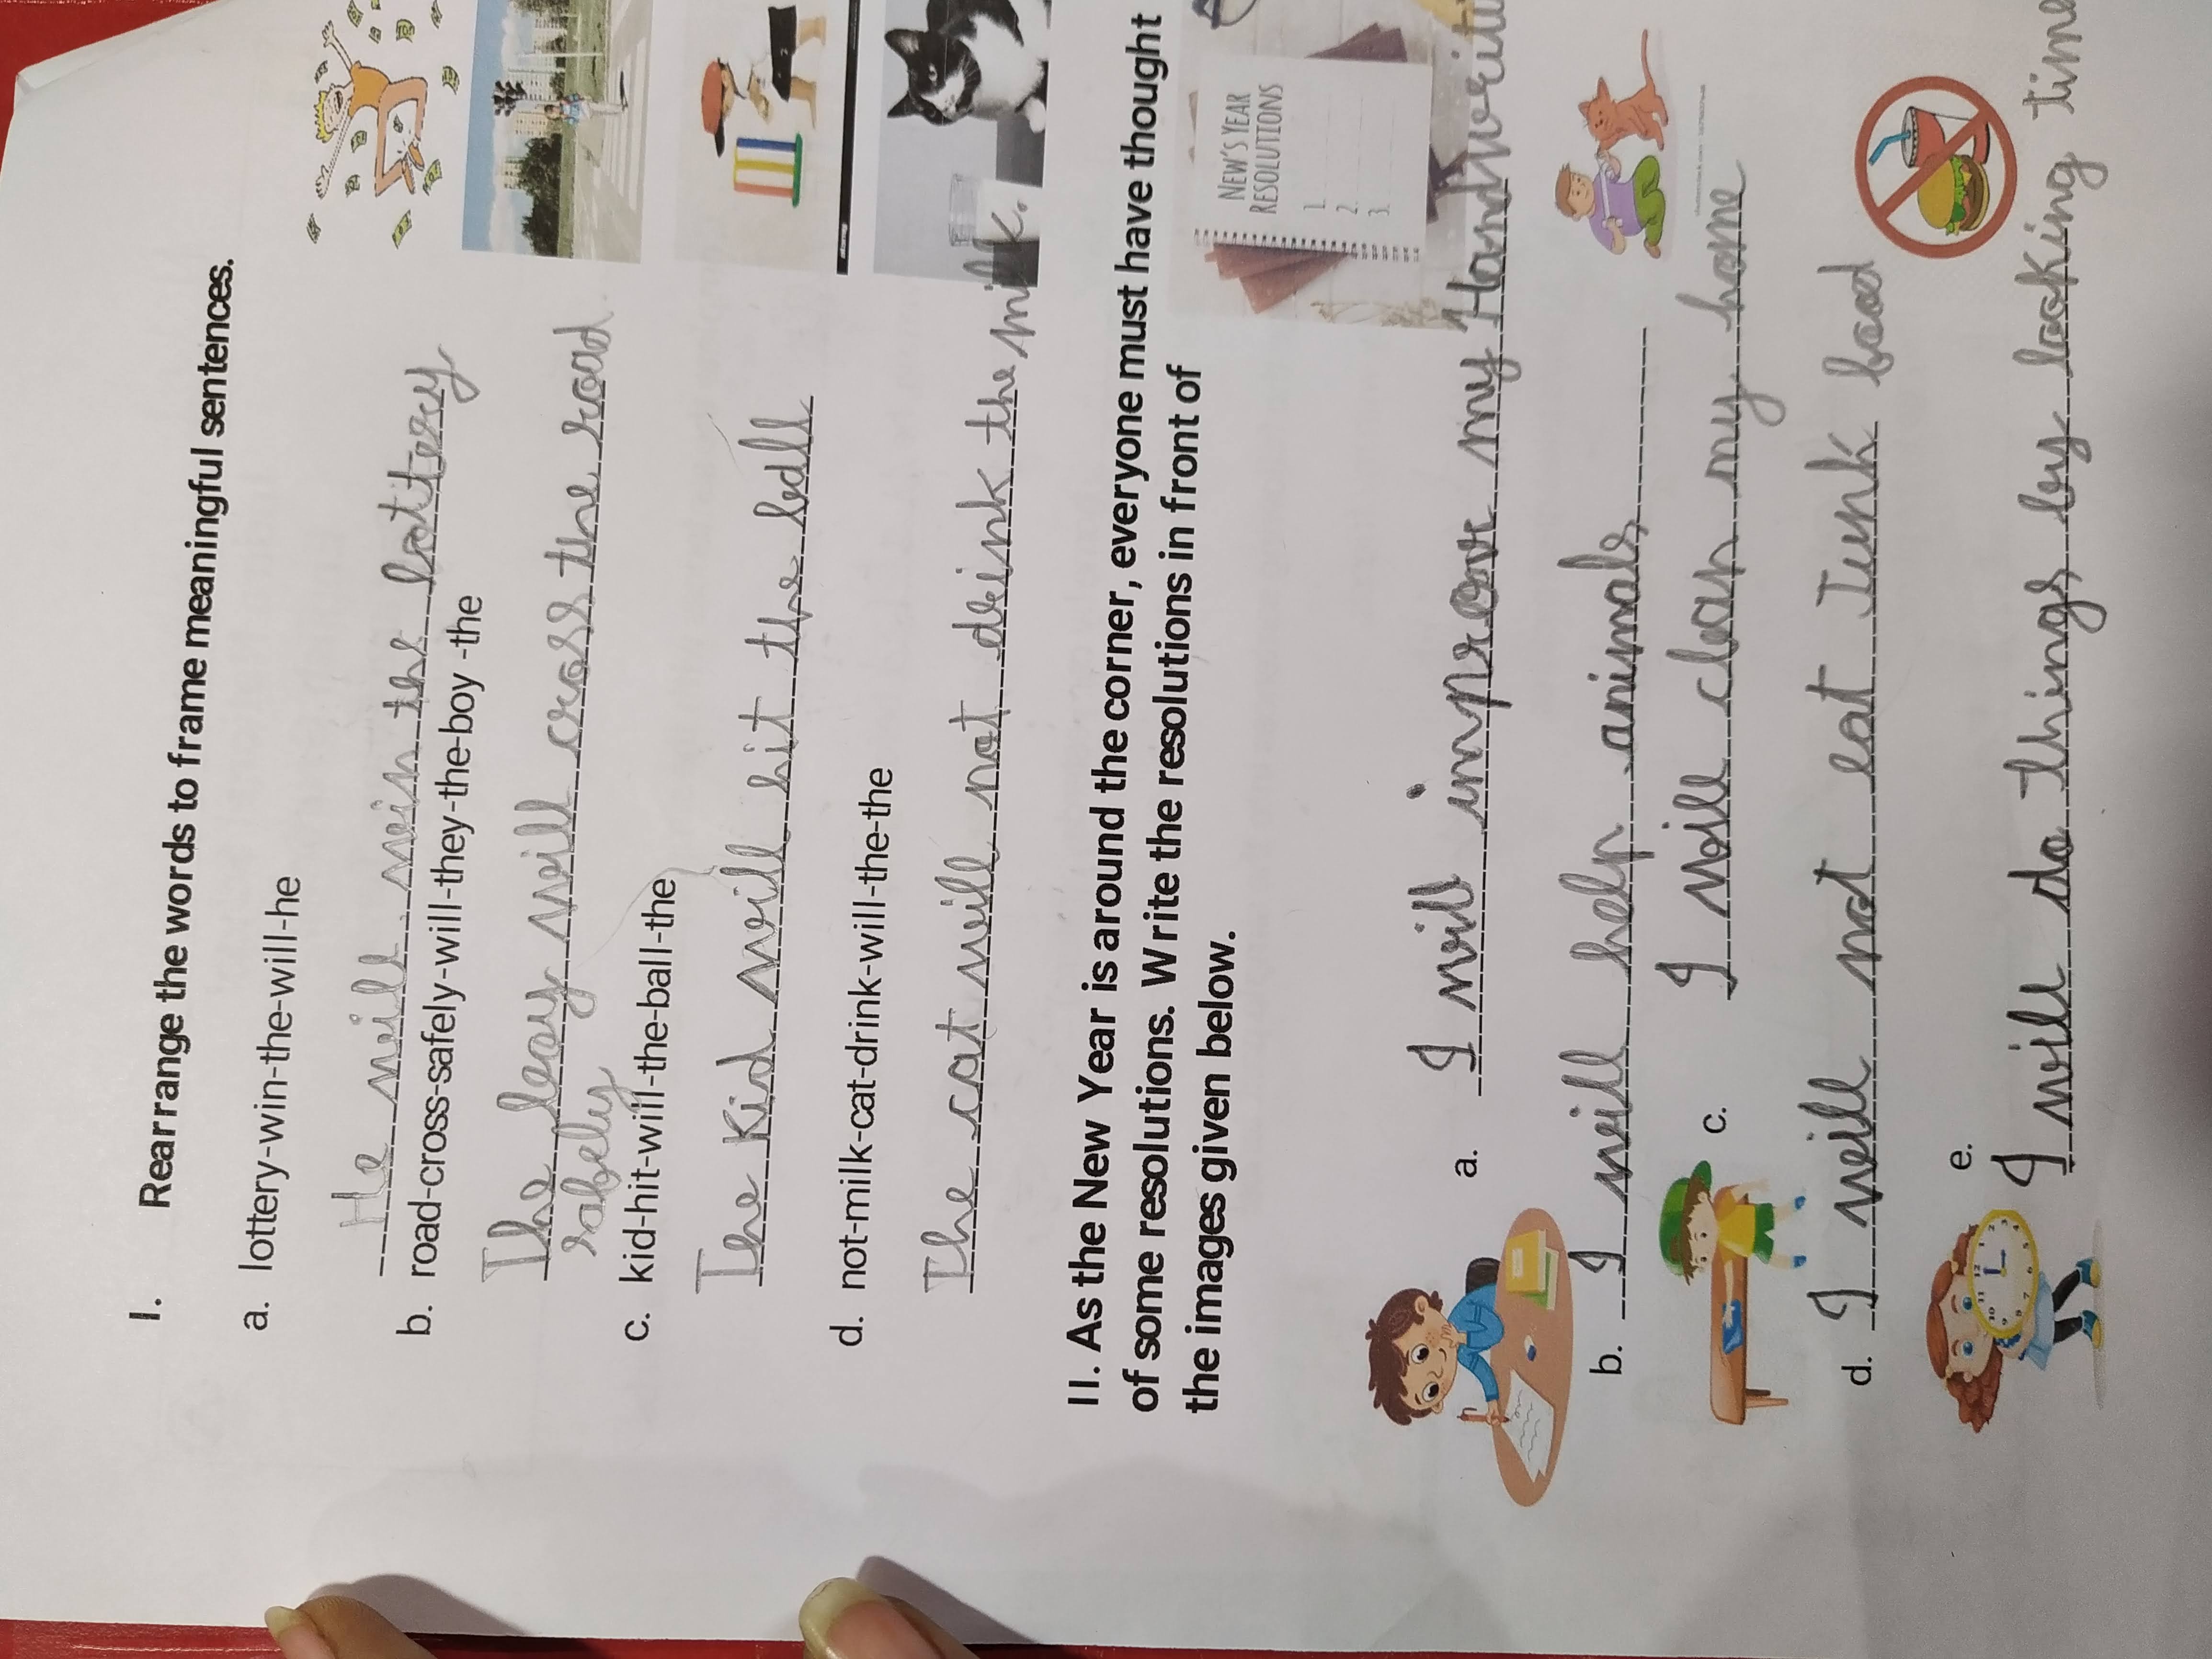 I. Rearrange the words to frame meaningful sentences.
a. lottery-win-the-will-he
He will win the lottery
b. road-cross-safely-will-they-the-boy -the
The boy will cross the road
safely
c. kid-hit-will-the-ball-the
The Kid will hit the ball
d. not-milk-cat-drink-will-the-the
The cat will not drink the milk.
II. As the New Year is around the corner, everyone must have thought
of some resolutions. Write the resolutions in front of
the images given below.
NEW'S YEAR
RESOLUTIONS
1.
2.
3.
a. I will improve my Handwriti
b. I will help animals
c. I will clean my home
d. I will not eat Junk food
e.
I will do things by looking time